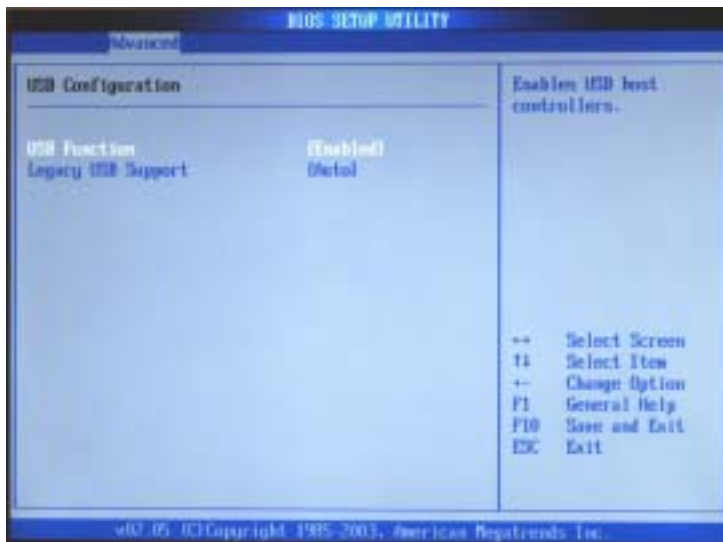 BIOS SETUP UTILITY
Advanced
USB Configuration
USB Function [Enabled]
Legacy USB Support [Auto]
Enables USB host
controllers.
↔ Select Screen
↑↓ Select Item
+- Change Option
F1 General Help
F10 Save and Exit
ESC Exit
v02.05 (C)Copyright 1985-2003, American Megatrends Inc.